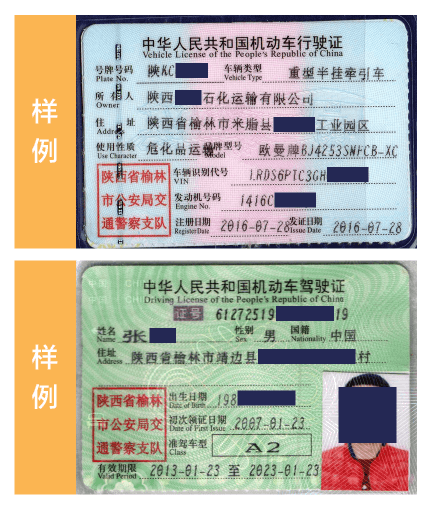 样例
中华人民共和国机动车行驶证
Vehicle License of the People's Republic of China
号牌号码 陕KC 车辆类型 重型半挂牵引车
Plate No. Vehicle Type
所有人 陕西 石化运输有限公司
Owner
住址 陕西省榆林市米脂县 工业园区
Address
使用性质 危化品运 品牌型号 欧曼牌BJ4253SNFCB-XC
Use Character Model
陕西省榆林
市公安局交
通警察支队
车辆识别代号 LRDS6PTC3GH
VIN
发动机号码 1416C
Engine No.
注册日期 2016-07-28 发证日期 2016-07-28
Register Date Issue Date
样例
中华人民共和国机动车驾驶证
Driving License of the People's Republic of China
证号 61272519 19
姓名 张 性别 男 国籍 中国
Name Sex Nationality
住址 陕西省榆林市靖边县 村
Address
陕西省榆林
市公安局交
通警察支队
出生日期 198
Date of Birth
初次领证日期 2007-01-23
Date of First Issue
准驾车型 A2
Class
有效期限 2013-01-23 至 2023-01-23
Valid Period